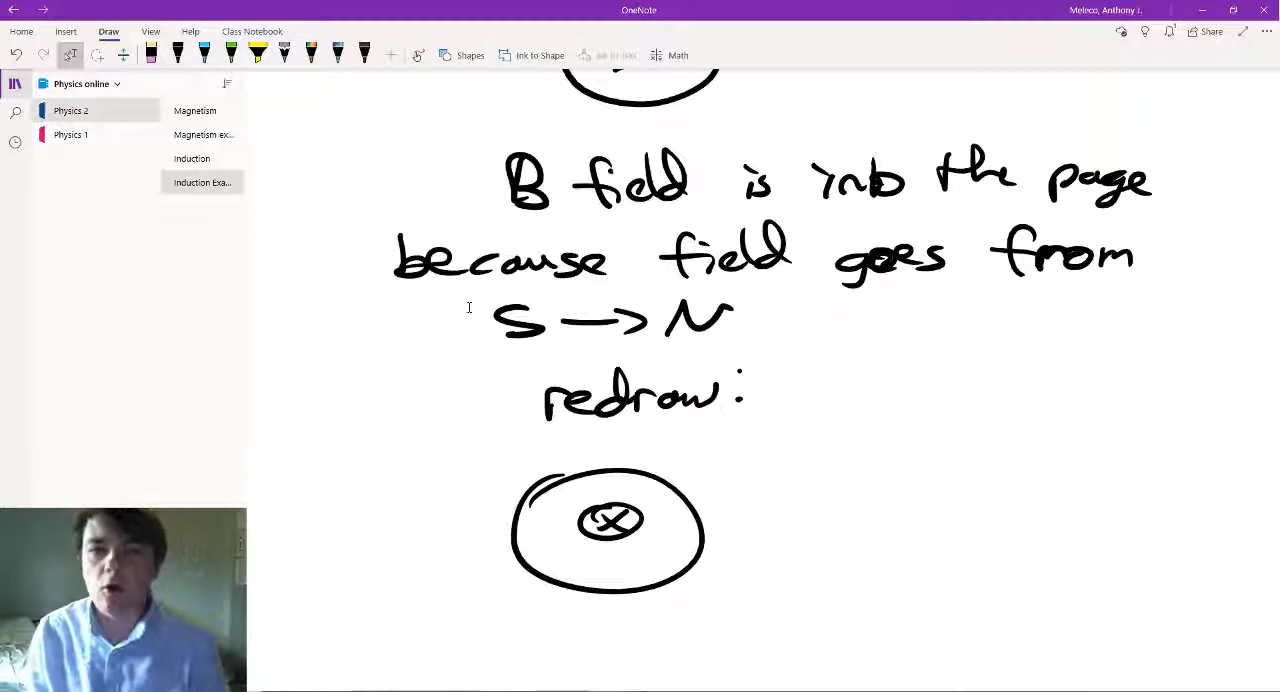 OneNote
Meleco, Anthony J.
Home Insert Draw View Help Class Notebook
Share
Shapes Ink to Shape Math
Physics online
Physics 2 Magnetism
Physics 1 Magnetism ex...
Induction
Induction Exa...
B field is into the page
because field goes from
S → N
redraw:
X